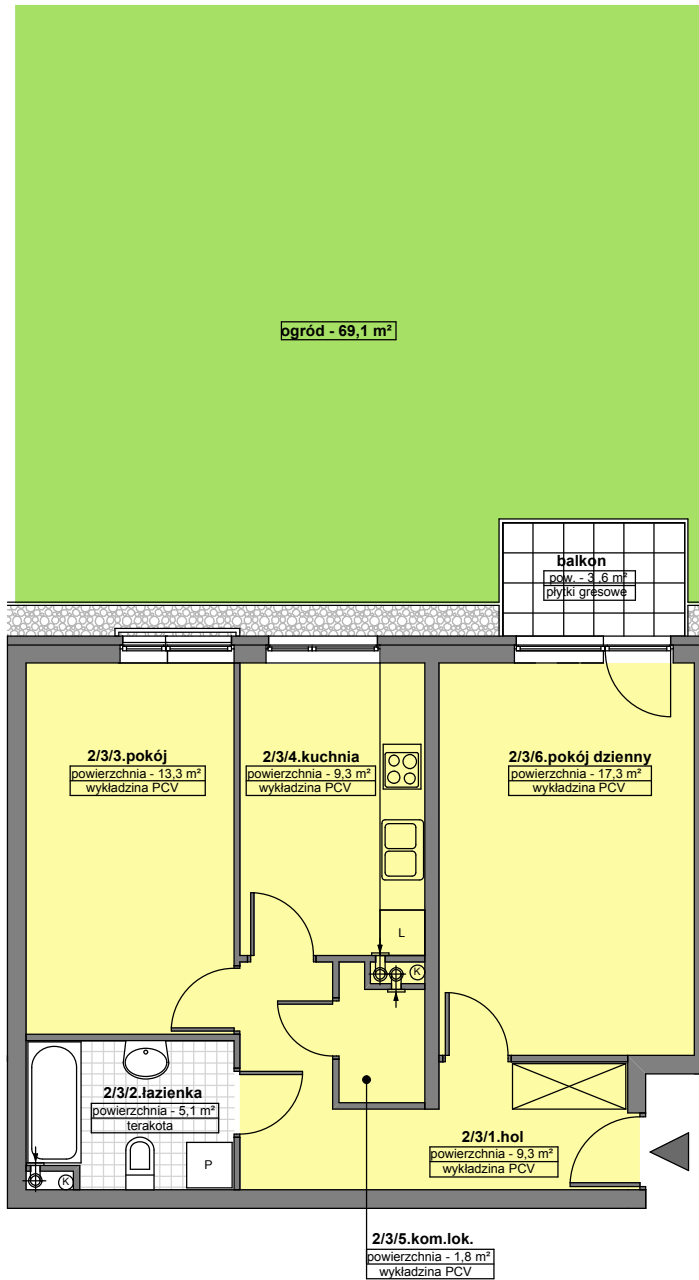 ogród - 69,1 m²
balkon
pow. - 3 ,6 m²
płytki gresowe
2/3/3.pokój
powierzchnia - 13,3 m²
wykładzina PCV
2/3/4.kuchnia
powierzchnia - 9,3 m²
wykładzina PCV
2/3/6.pokój dzienny
powierzchnia - 17,3 m²
wykładzina PCV
L
K
2/3/2.łazienka
powierzchnia - 5,1 m²
terakota
P
K
2/3/1.hol
powierzchnia - 9,3 m²
wykładzina PCV
2/3/5.kom.lok.
powierzchnia - 1,8 m²
wykładzina PCV